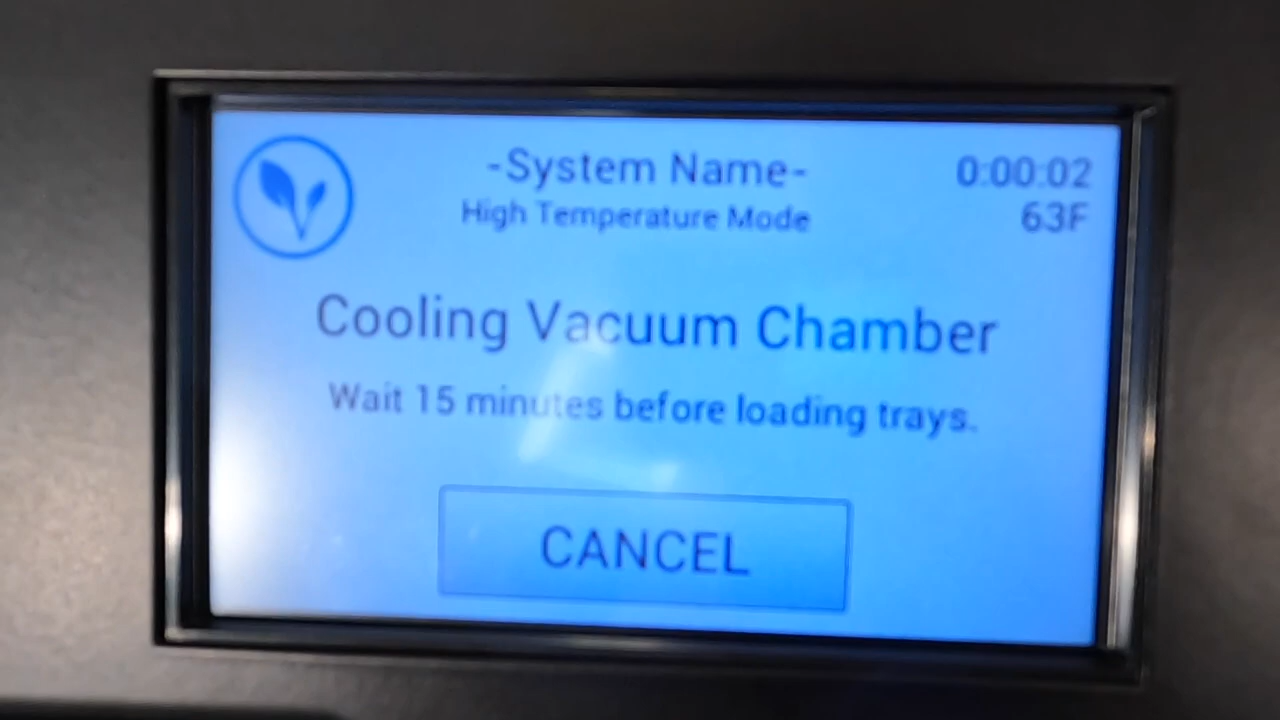 -System Name-
0:00:02
High Temperature Mode
63F
Cooling Vacuum Chamber
Wait 15 minutes before loading trays.
CANCEL